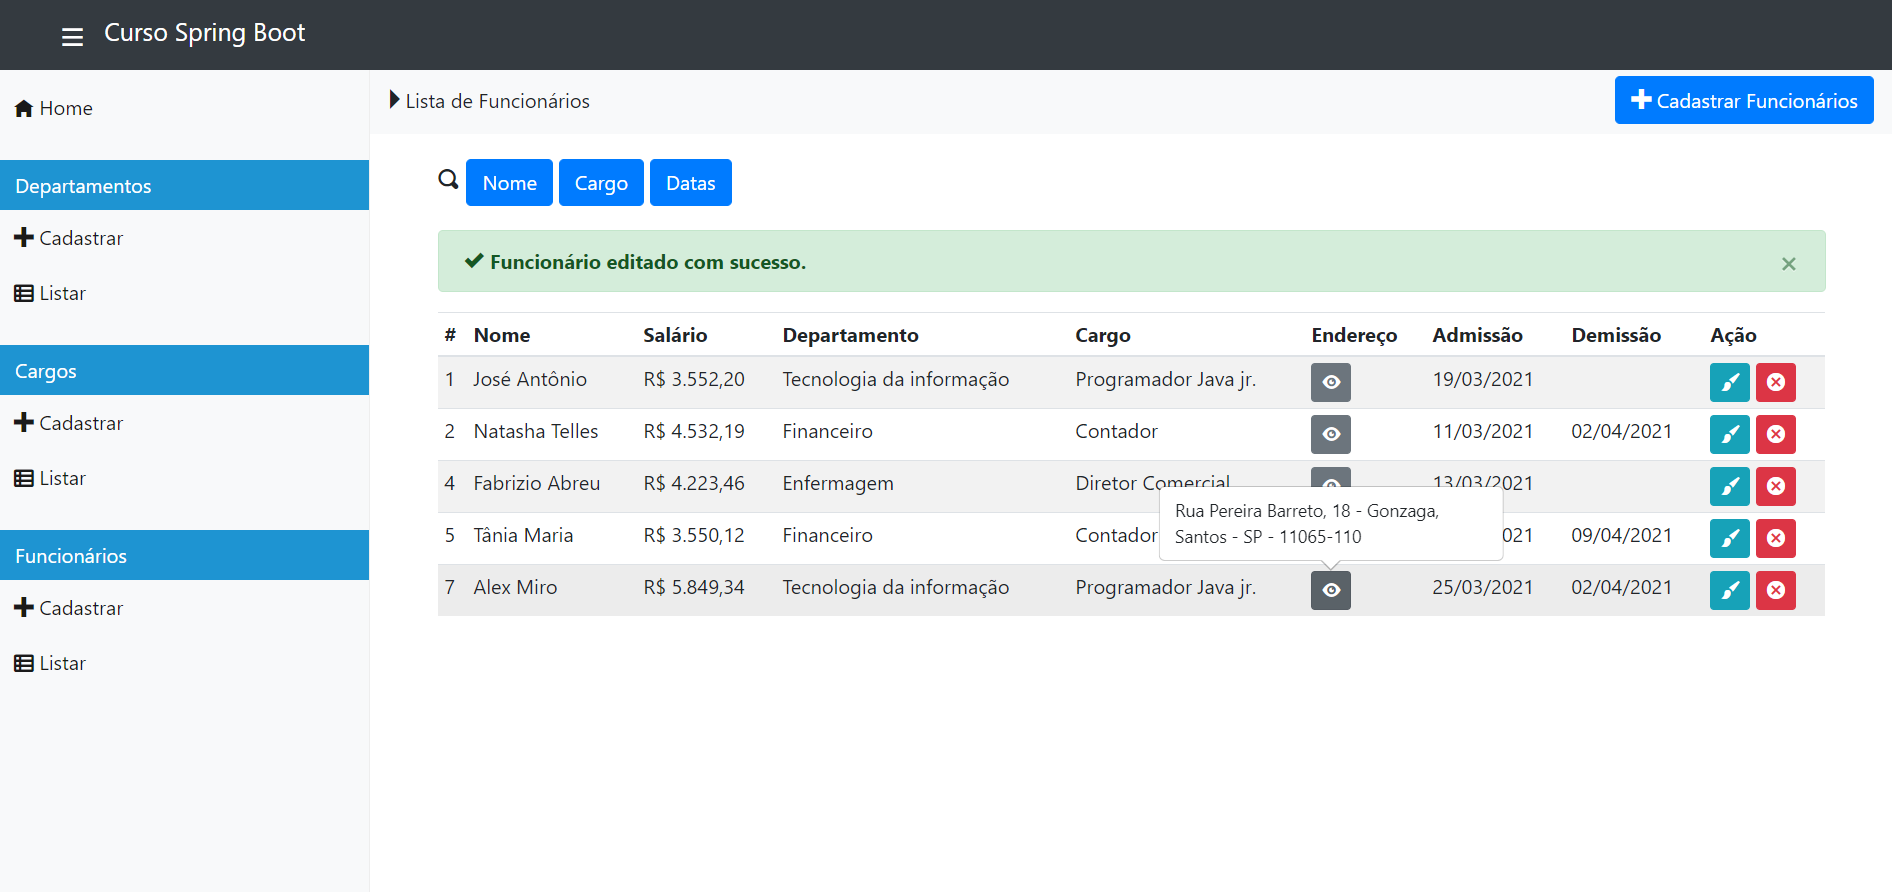 Curso Spring Boot
Home
Departamentos
Cadastrar
Listar
Cargos
Cadastrar
Listar
Funcionários
Cadastrar
Listar
Lista de Funcionários
Cadastrar Funcionários
Nome Cargo Datas
Funcionário editado com sucesso. ×
# Nome Salário Departamento Cargo Endereço Admissão Demissão Ação
1 José Antônio R$ 3.552,20 Tecnologia da informação Programador Java jr. 19/03/2021
2 Natasha Telles R$ 4.532,19 Financeiro Contador 11/03/2021 02/04/2021
4 Fabrizio Abreu R$ 4.223,46 Enfermagem Diretor Comercial 13/03/2021
Rua Pereira Barreto, 18 - Gonzaga,
Santos - SP - 11065-110
5 Tânia Maria R$ 3.550,12 Financeiro Contador 021 09/04/2021
7 Alex Miro R$ 5.849,34 Tecnologia da informação Programador Java jr. 25/03/2021 02/04/2021